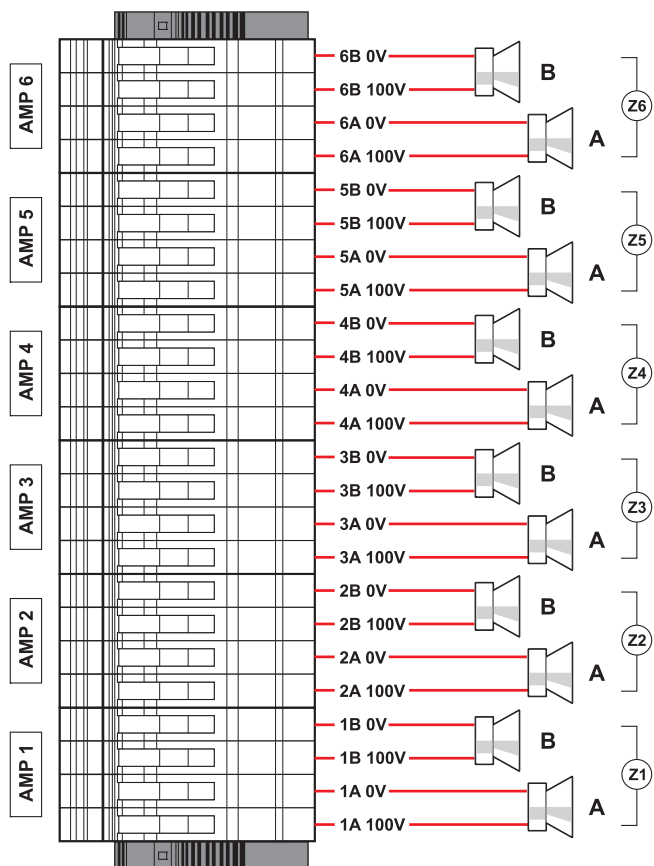 AMP 6
6B 0V
6B 100V
B
6A 0V
6A 100V
A
Z6
AMP 5
5B 0V
5B 100V
B
5A 0V
5A 100V
A
Z5
AMP 4
4B 0V
4B 100V
B
4A 0V
4A 100V
A
Z4
AMP 3
3B 0V
3B 100V
B
3A 0V
3A 100V
A
Z3
AMP 2
2B 0V
2B 100V
B
2A 0V
2A 100V
A
Z2
AMP 1
1B 0V
1B 100V
B
1A 0V
1A 100V
A
Z1